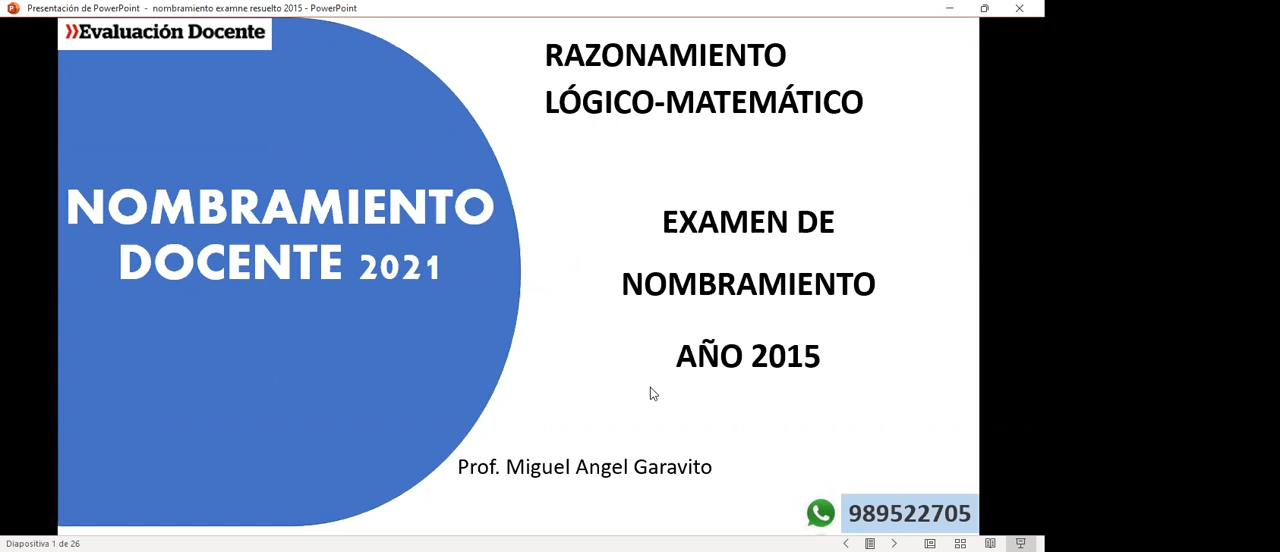 Presentación de PowerPoint - nombramiento examne resuelto 2015 - PowerPoint
Evaluación Docente
RAZONAMIENTO
LÓGICO-MATEMÁTICO
NOMBRAMIENTO
DOCENTE 2021
EXAMEN DE
NOMBRAMIENTO
AÑO 2015
Prof. Miguel Angel Garavito
989522705
Diapositiva 1 de 26